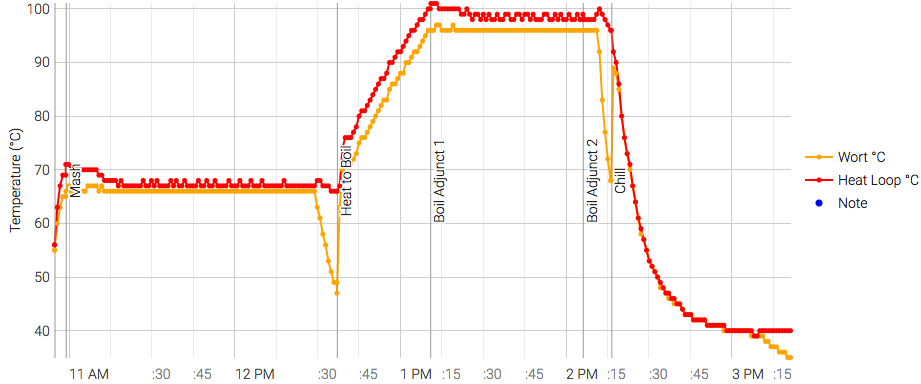 100
90
80
70
60
50
40
Temperature (°C)
Mash
Heat to Boil
Boil Adjunct 1
Boil Adjunct 2
Chill
11 AM :30 :45 12 PM :30 :45 1 PM :15 :30 :45 2 PM :30 :45 3 PM :15
Wort °C
Heat Loop °C
Note